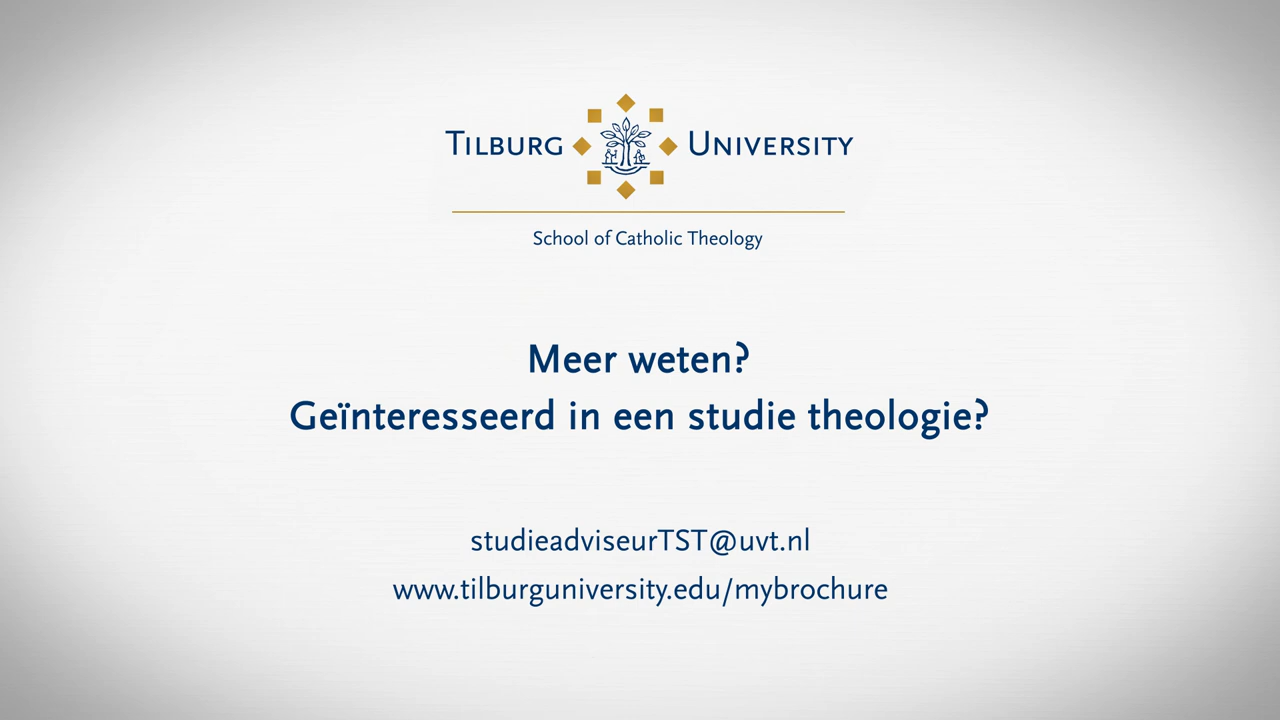 TILBURG UNIVERSITY
School of Catholic Theology
Meer weten?
Geïnteresseerd in een studie theologie?
studieadviseurTST@uvt.nl
www.tilburguniversity.edu/mybrochure